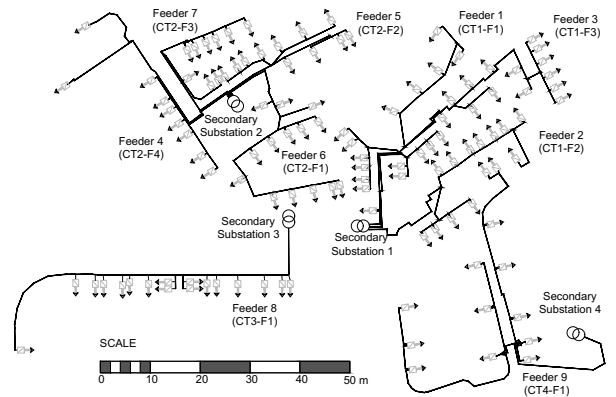 Feeder 7
(CT2-F3)
Feeder 5
(CT2-F2)
Feeder 1
(CT1-F1)
Feeder 3
(CT1-F3)
Secondary
Substation 2
Feeder 4
(CT2-F4)
Feeder 6
(CT2-F1)
Feeder 2
(CT1-F2)
Secondary
Substation 3
Secondary
Substation 1
Feeder 8
(CT3-F1)
Secondary
Substation 4
Feeder 9
(CT4-F1)
SCALE
0 10 20 30 40 50 m